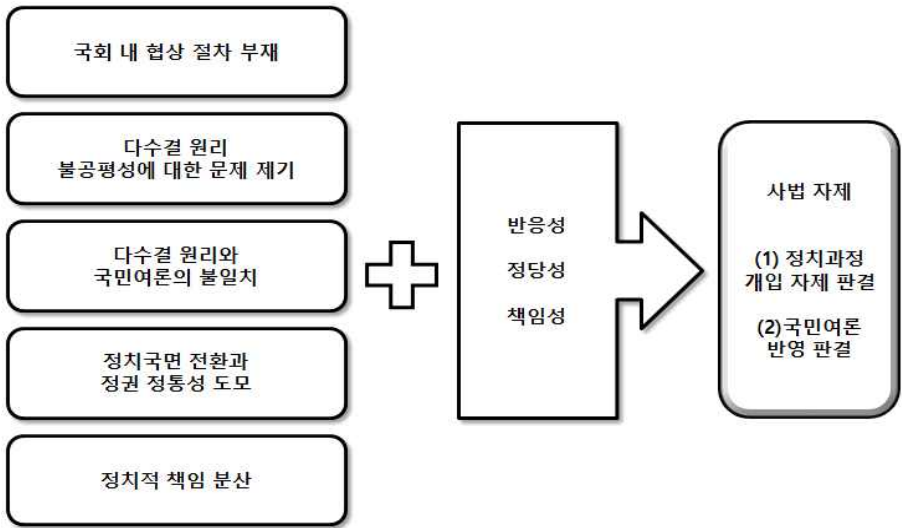 국회 내 협상 절차 부재
다수결 원리
불공평성에 대한 문제 제기
다수결 원리와
국민여론의 불일치
정치국면 전환과
정권 정통성 도모
정치적 책임 분산
반응성
정당성
책임성
사법 자제
(1) 정치과정
개입 자제 판결
(2)국민여론
반영 판결